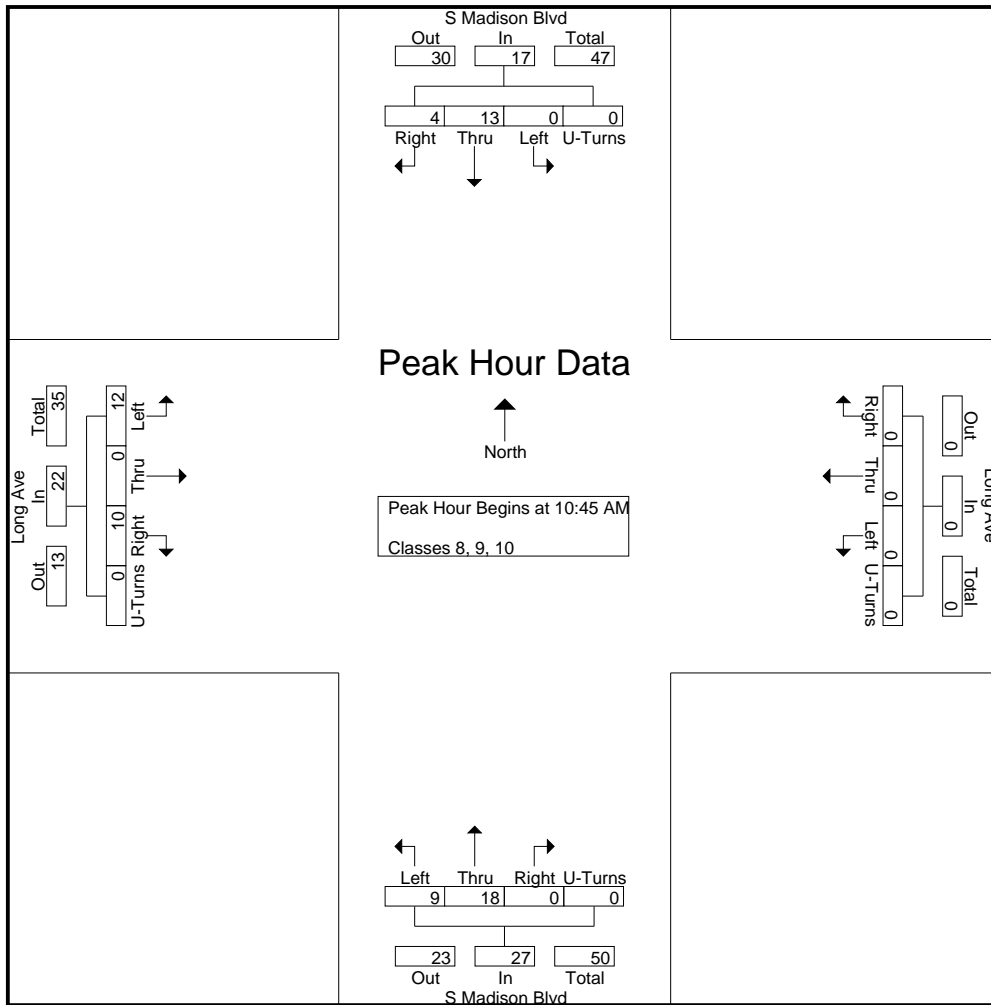 S Madison Blvd
Out In Total
30 17 47
4 13 0 0
Right Thru Left U-Turns
Peak Hour Data
North
Peak Hour Begins at 10:45 AM
Classes 8, 9, 10
Long Ave
Total In Out
35 22 13
12 0 10 0
Left Thru Right U-Turns
Right Thru Left U-Turns
0 0 0 0
Out In Total
0 0 0
Long Ave
Left Thru Right U-Turns
9 18 0 0
23 27 50
Out In Total
S Madison Blvd